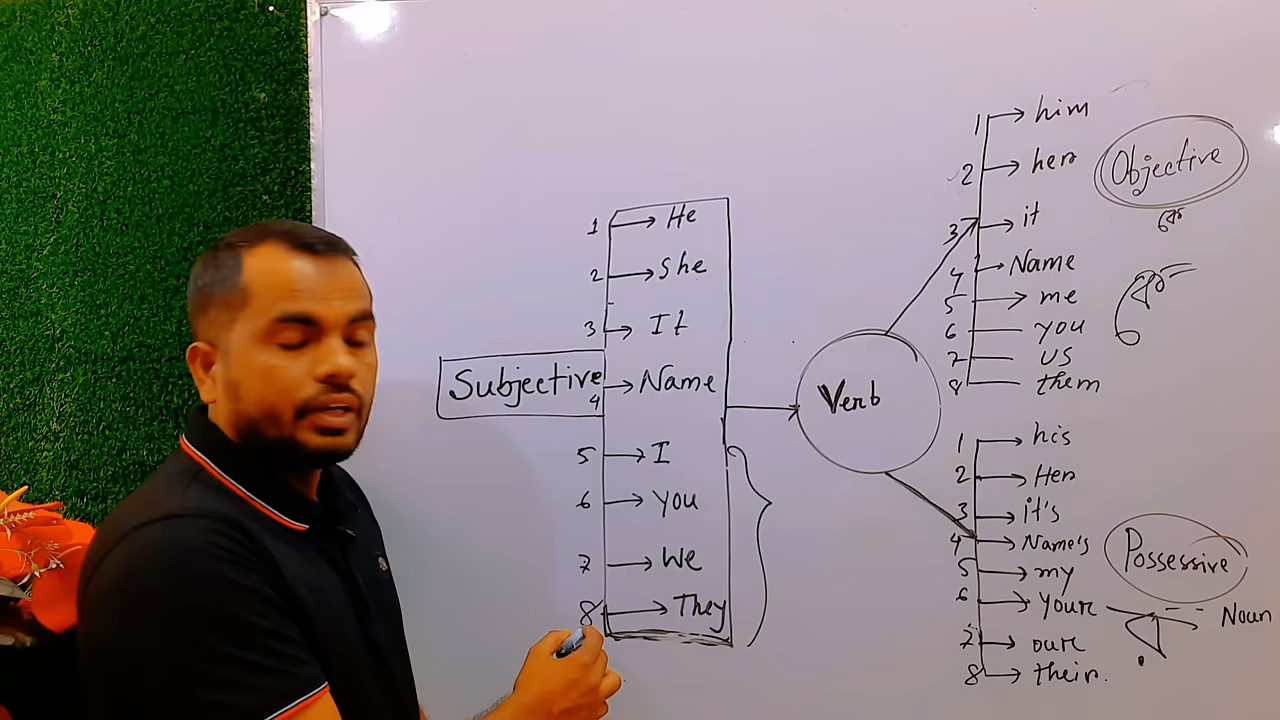 Subjective
1 → He
2 → She
3 → It
4 → Name
5 → I
6 → you
7 → We
8 → They
Verb
1 → him
2 → her
3 → it
4 → Name
5 → me
6 — you
7 — us
8 — them
Objective
কে
1 → his
2 → Her
3 → it's
4 → Name's
5 → my
6 → your
7 → our
8 → their.
Possessive
Noun